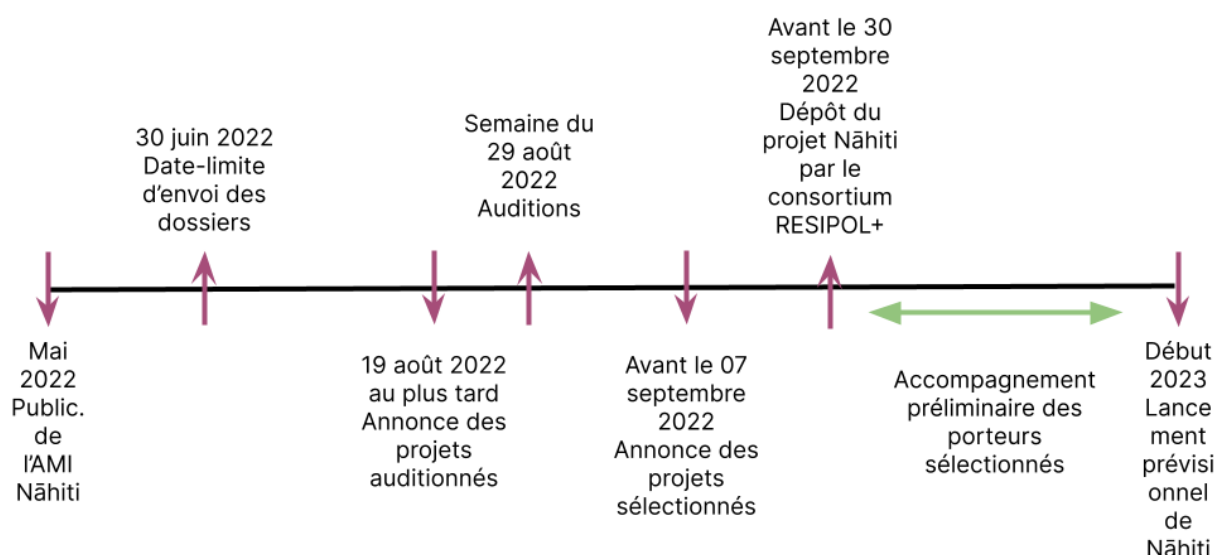 Mai
2022
Public.
de
l’AMI
Nāhiti
30 juin 2022
Date-limite
d’envoi des
dossiers
19 août 2022
au plus tard
Annonce des
projets
auditionnés
Semaine du
29 août
2022
Auditions
Avant le 07
septembre
2022
Annonce des
projets
sélectionnés
Avant le 30
septembre
2022
Dépôt du
projet Nāhiti
par le
consortium
RESIPOL+
Accompagnement
préliminaire des
porteurs
sélectionnés
Début
2023
Lance
ment
prévisi
onnel
de
Nāhiti